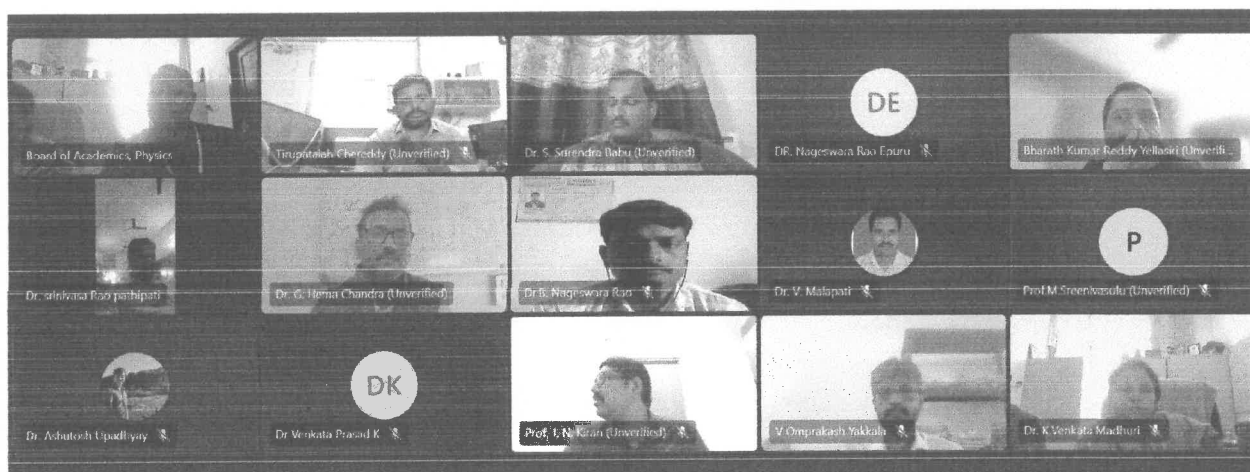 Board of Academics, Physics
Tirupataiah Chereddy (Unverified)
Dr. S. Surendra Babu (Unverified)
DE
DR. Nageswara Rao Epuru
Bharath Kumar Reddy Yellasiri (Unverifi...
Dr. srinivasa Rao pathipati
Dr. G. Hema Chandra (Unverified)
Dr.B. Nageswara Rao
Dr. V. Malapati
P
Prof.M.Sreenivasulu (Unverified)
Dr. Ashutosh Upadhyay
DK
Dr Venkata Prasad K
Kiran (Unverified)
V Omprakash Yakkala
Dr. K.Venkata Madhuri